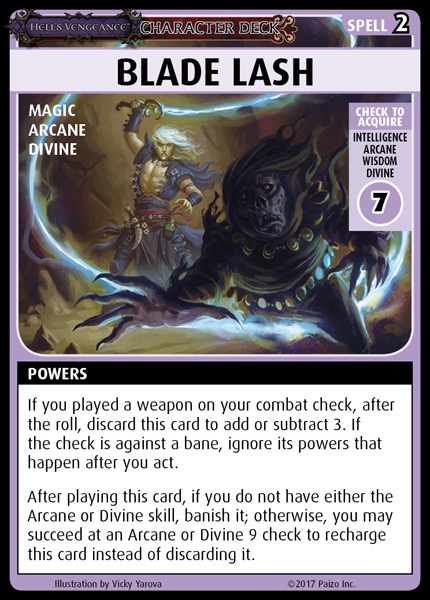 HELL'S VENGEANCE CHARACTER DECK SPELL 2
BLADE LASH
MAGIC
ARCANE
DIVINE
CHECK TO
ACQUIRE
INTELLIGENCE
ARCANE
WISDOM
DIVINE
7
POWERS
If you played a weapon on your combat check, after
the roll, discard this card to add or subtract 3. If
the check is against a bane, ignore its powers that
happen after you act.
After playing this card, if you do not have either the
Arcane or Divine skill, banish it; otherwise, you may
succeed at an Arcane or Divine 9 check to recharge
this card instead of discarding it.
Illustration by Vicky Yarova ©2017 Paizo Inc.